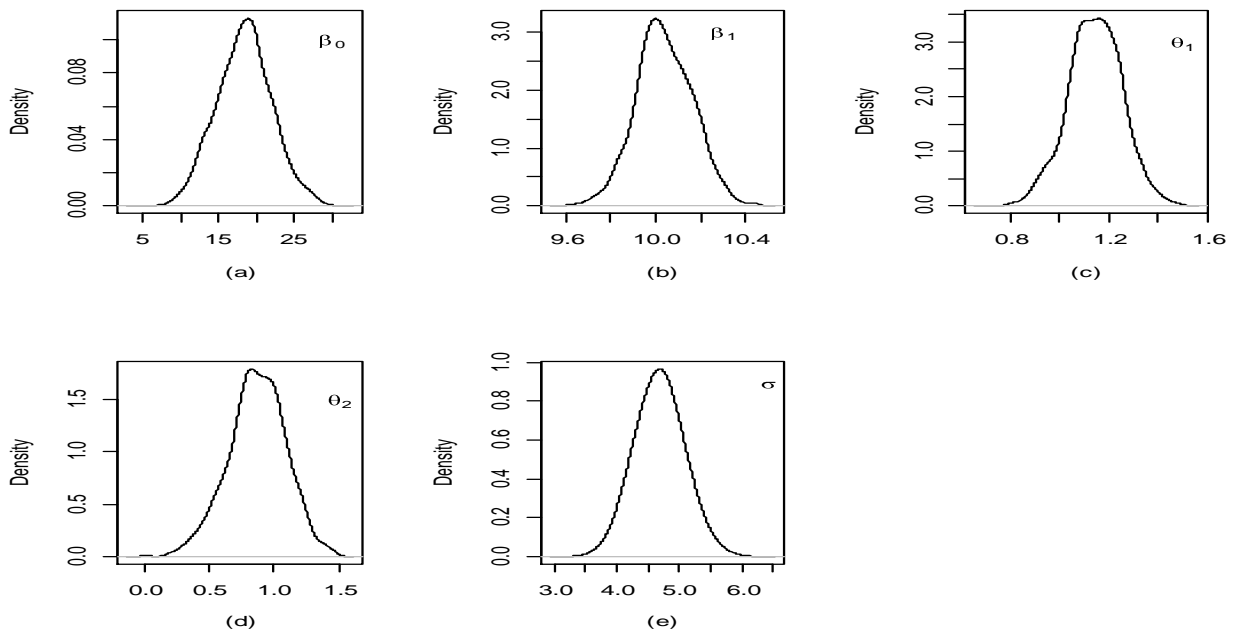 β₀
Density
0.00 0.04 0.08
5 15 25
(a)
β₁
Density
0.0 1.0 2.0 3.0
9.6 10.0 10.4
(b)
θ₁
Density
0.0 1.0 2.0 3.0
0.8 1.2 1.6
(c)
θ₂
Density
0.0 0.5 1.0 1.5
0.0 0.5 1.0 1.5
(d)
σ
Density
0.0 0.2 0.4 0.6 0.8 1.0
3.0 4.0 5.0 6.0
(e)